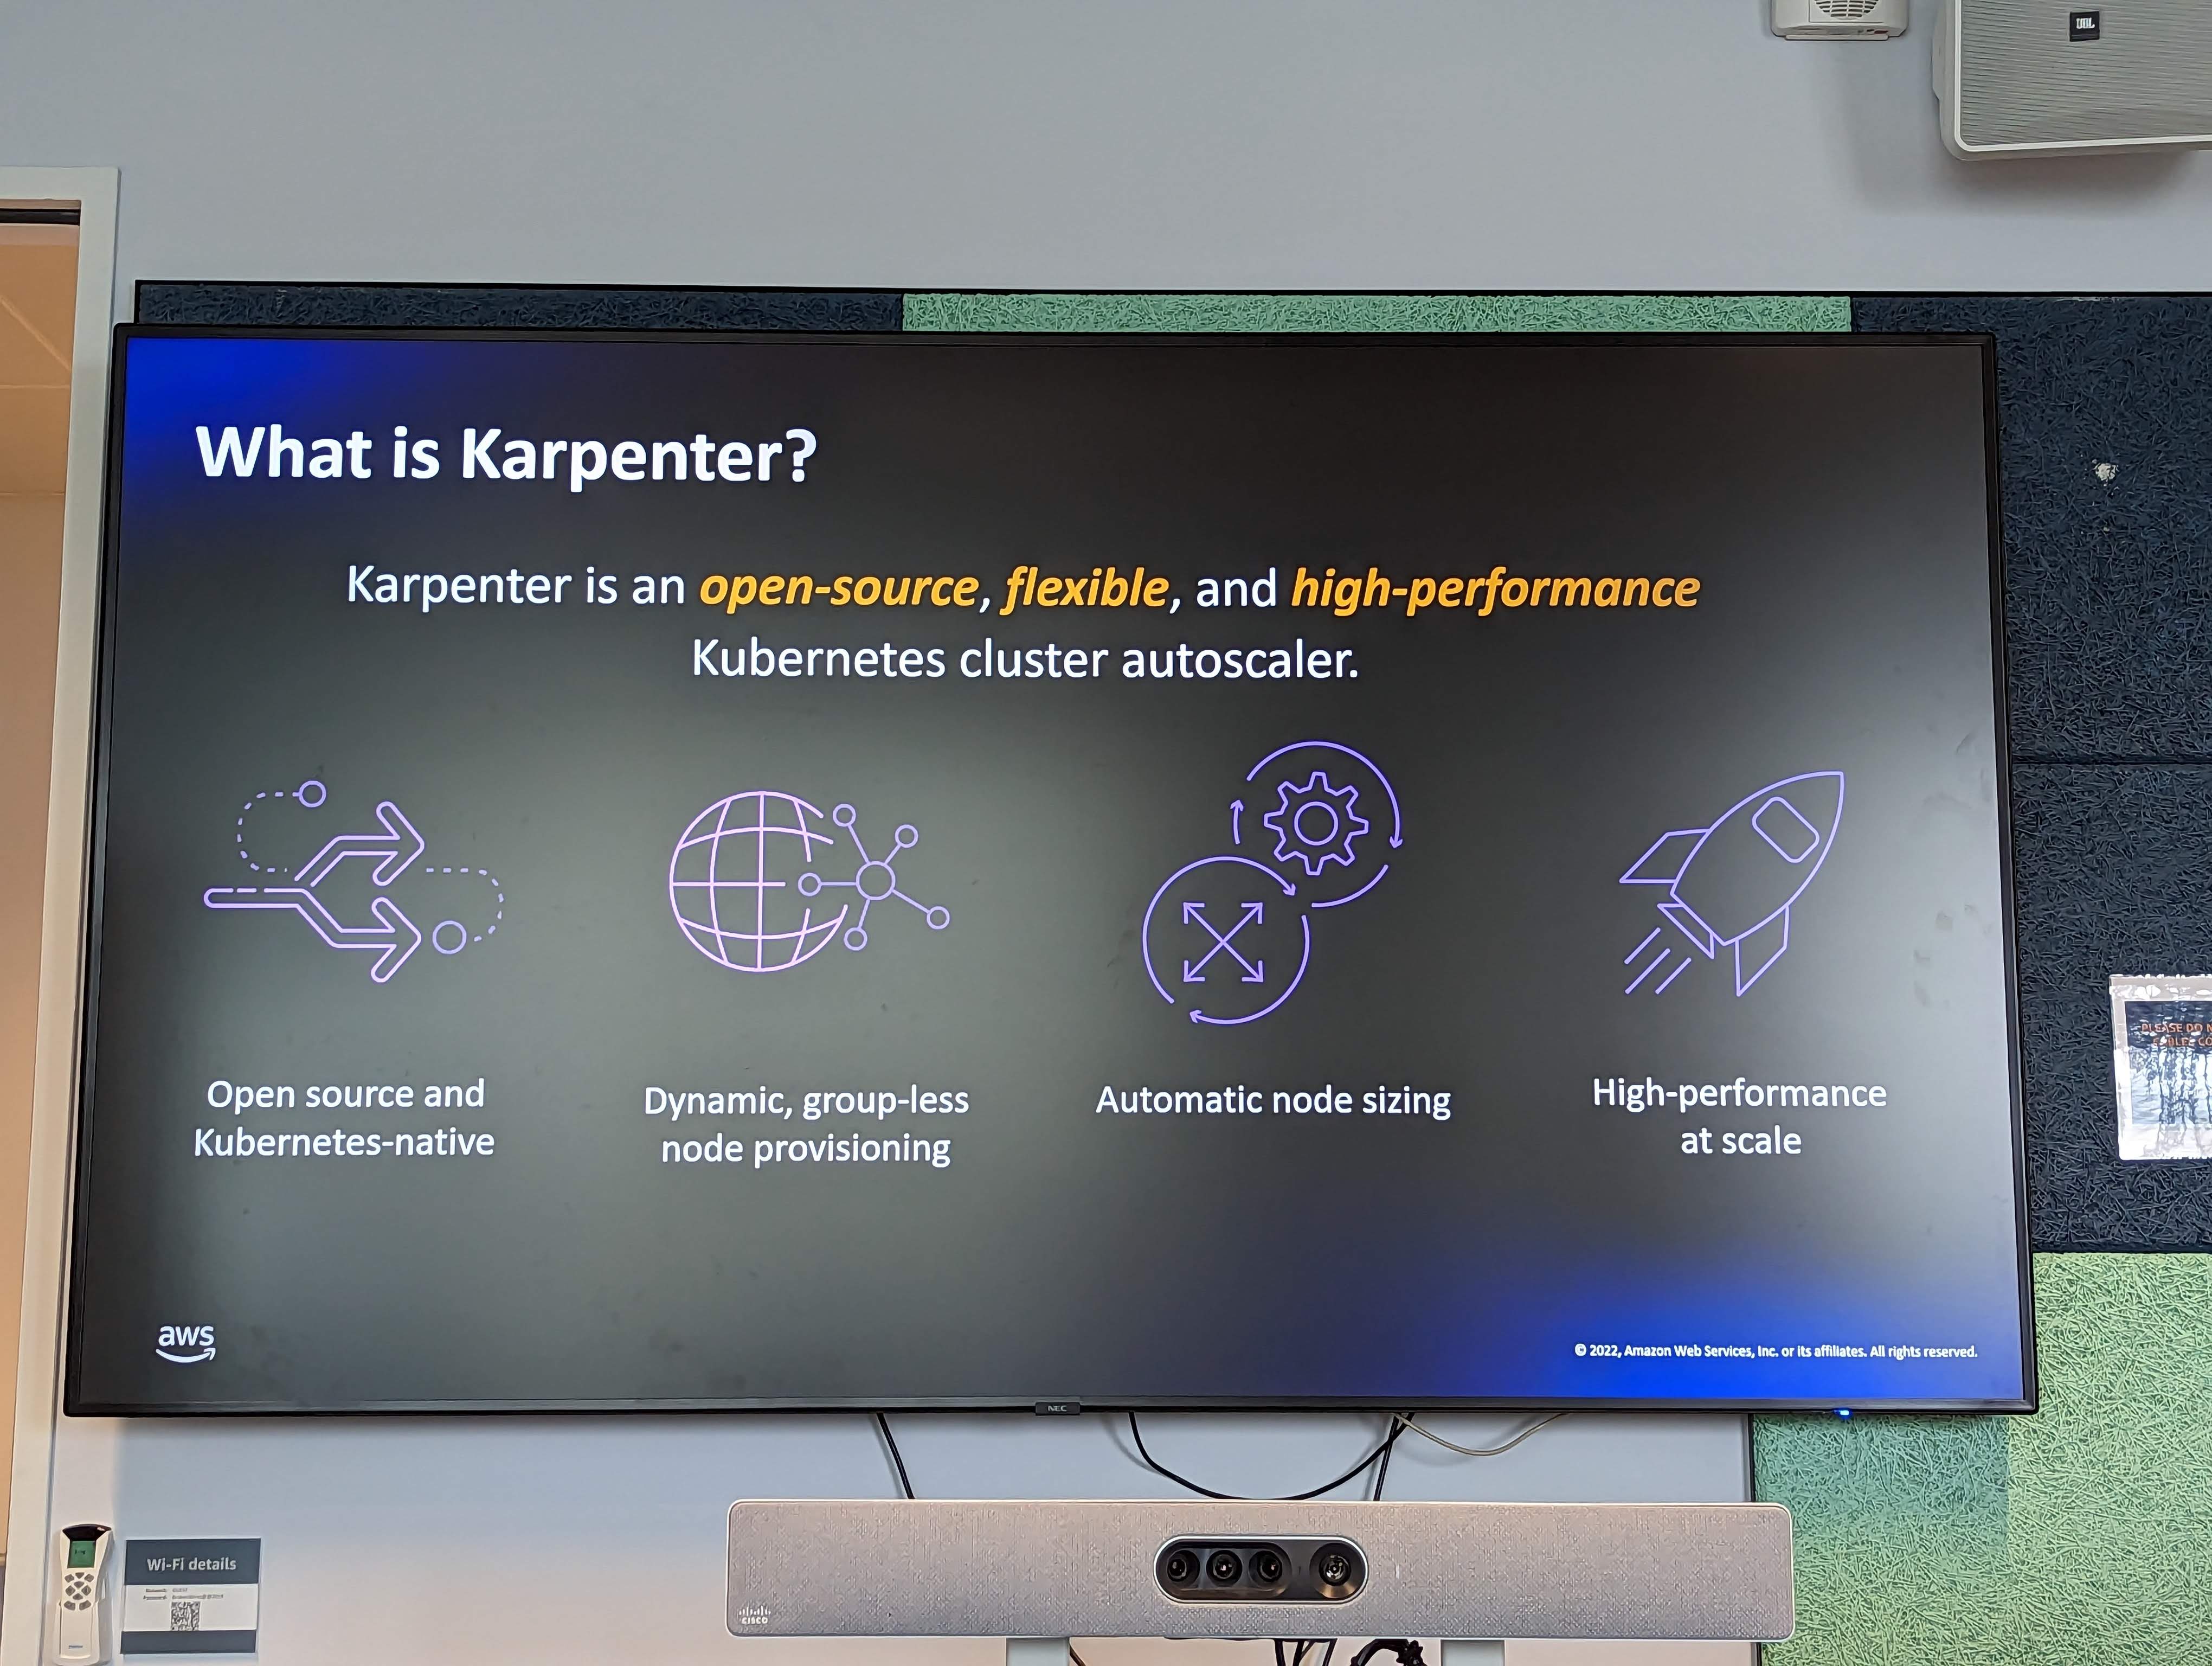 JBL
What is Karpenter?
Karpenter is an open-source, flexible, and high-performance
Kubernetes cluster autoscaler.
Open source and
Kubernetes-native
Dynamic, group-less
node provisioning
Automatic node sizing
High-performance
at scale
aws
© 2022, Amazon Web Services, Inc. or its affiliates. All rights reserved.
NEC
PLEASE DO
Wi-Fi details
CISCO